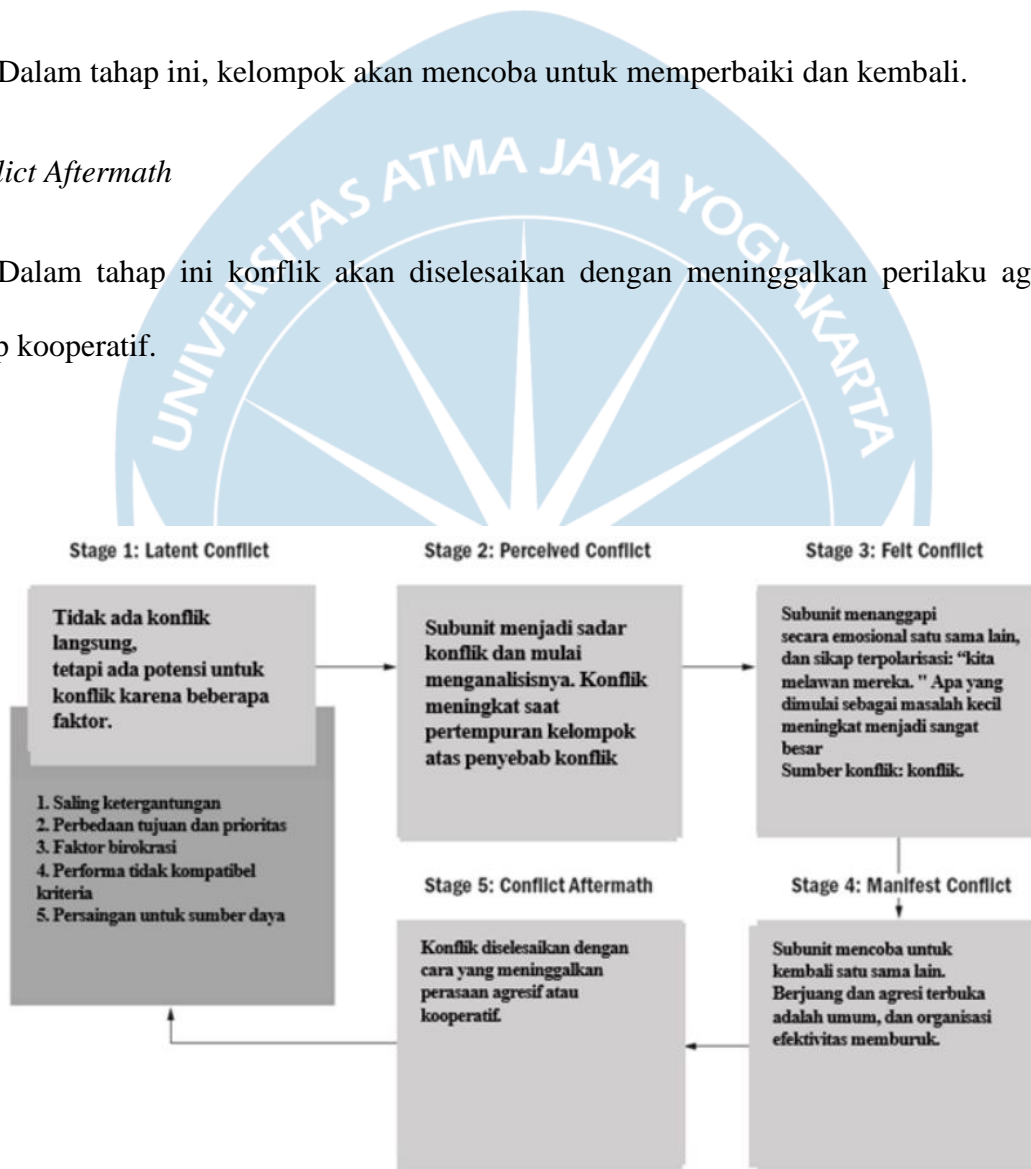 Dalam tahap ini, kelompok akan mencoba untuk memperbaiki dan kembali.
lict Aftermath
Dalam tahap ini konflik akan diselesaikan dengan meninggalkan perilaku ag
p kooperatif.
UNIVERSITAS ATMA JAYA YOGYAKARTA
Stage 1: Latent Conflict
Tidak ada konflik
langsung,
tetapi ada potensi untuk
konflik karena beberapa
faktor.
1. Saling ketergantungan
2. Perbedaan tujuan dan prioritas
3. Faktor birokrasi
4. Performa tidak kompatibel
kriteria
5. Persaingan untuk sumber daya
Stage 2: Perceived Conflict
Subunit menjadi sadar
konflik dan mulai
menganalisisnya. Konflik
meningkat saat
pertempuran kelompok
atas penyebab konflik
Stage 3: Felt Conflict
Subunit menanggapi
secara emosional satu sama lain,
dan sikap terpolarisasi: “kita
melawan mereka. " Apa yang
dimulai sebagai masalah kecil
meningkat menjadi sangat
besar
Sumber konflik: konflik.
Stage 4: Manifest Conflict
Subunit mencoba untuk
kembali satu sama lain.
Berjuang dan agresi terbuka
adalah umum, dan organisasi
efektivitas memburuk.
Stage 5: Conflict Aftermath
Konflik diselesaikan dengan
cara yang meninggalkan
perasaan agresif atau
kooperatif.